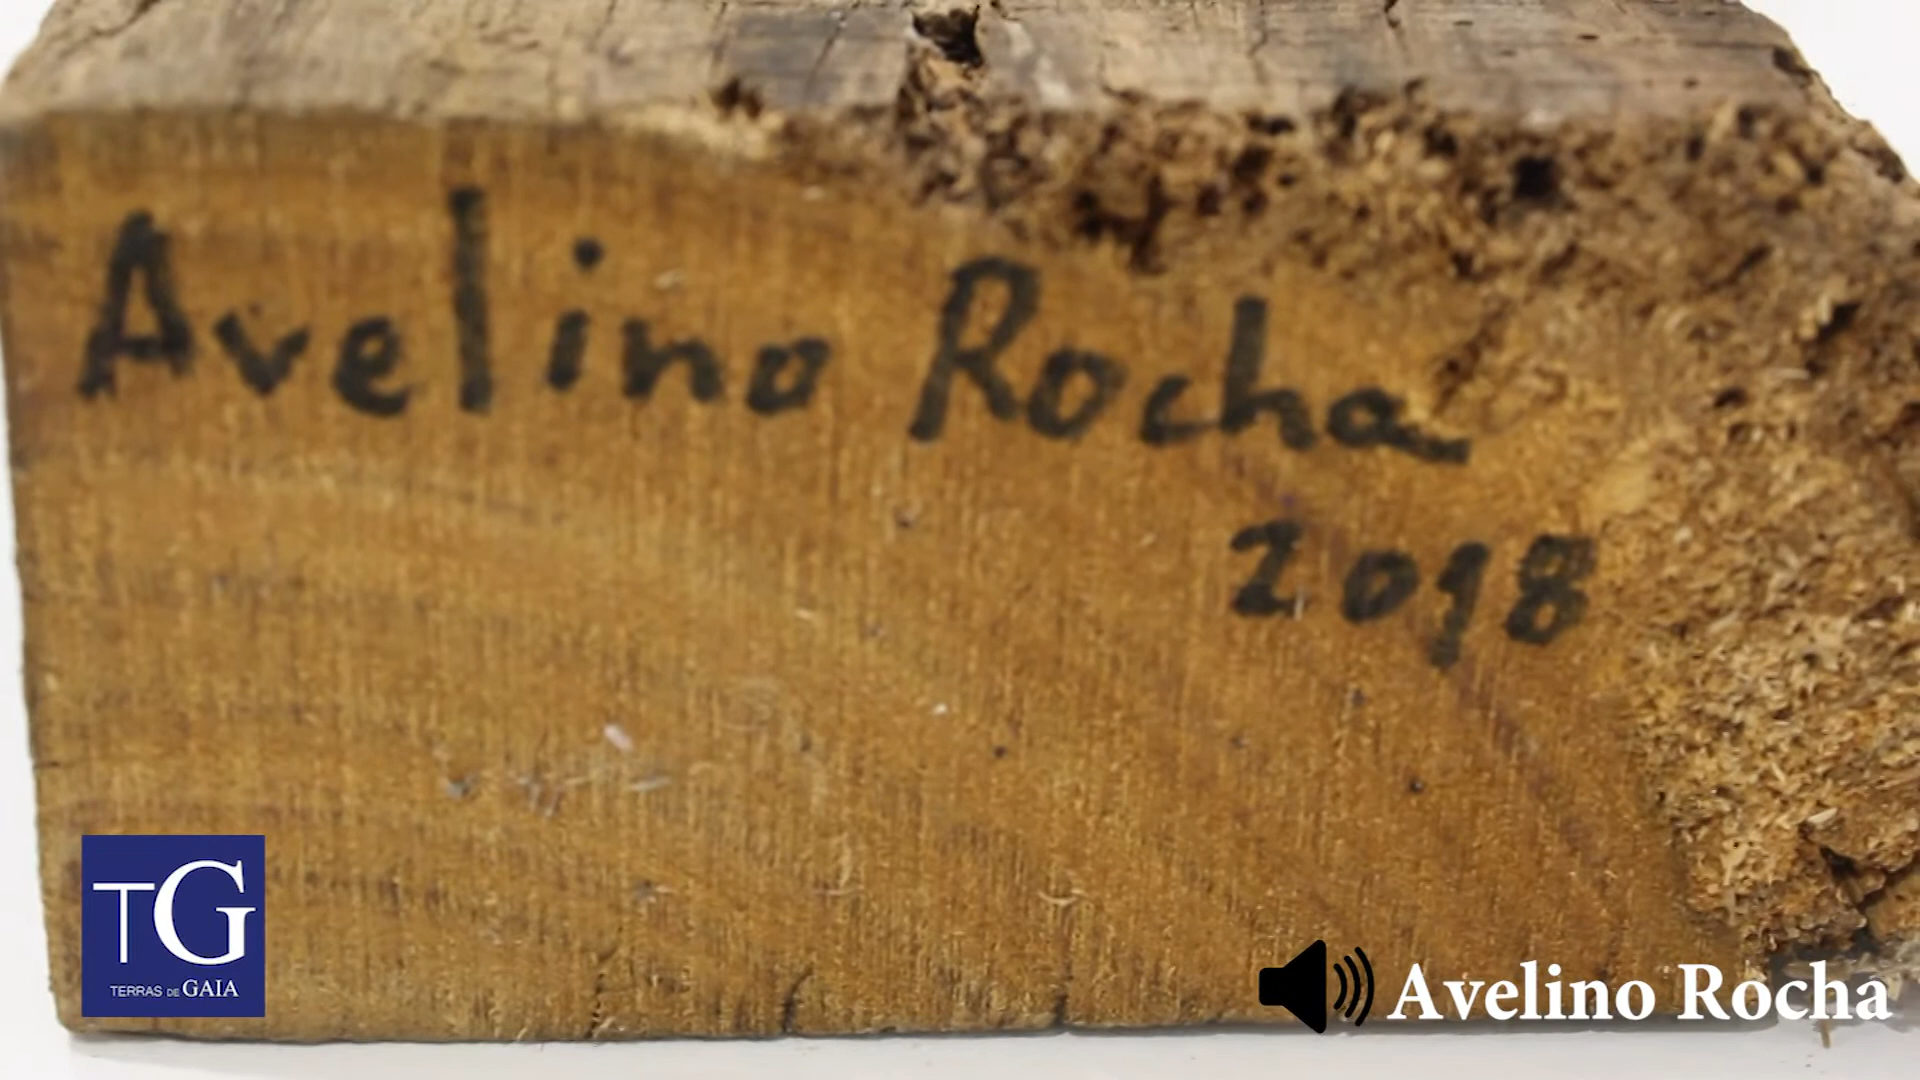 Avelino Rocha
2018
TG
TERRAS DE GAIA
Avelino Rocha